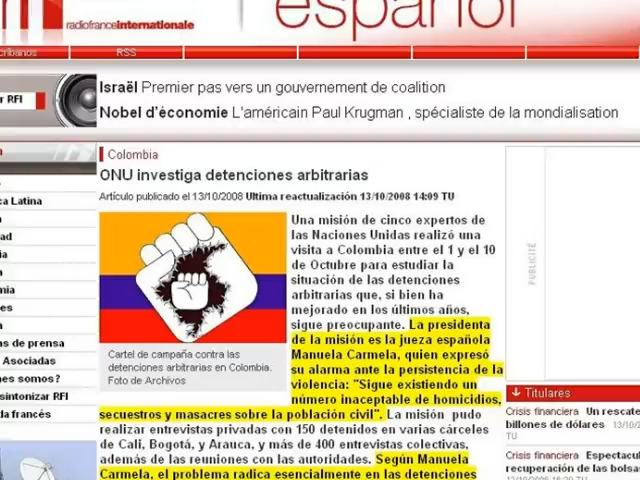 radiofranceinternationale
español
RSS
Israël Premier pas vers un gouvernement de coalition
RFI
Nobel d'économie L'américain Paul Krugman , spécialiste de la mondialisation
Colombia
ONU investiga detenciones arbitrarias
Artículo publicado el 13/10/2008 Ultima reactualización 13/10/2008 14:09 TU
Una misión de cinco expertos de
las Naciones Unidas realizó una
visita a Colombia entre el 1 y el 10
de Octubre para estudiar la
situación de las detenciones
arbitrarias que, si bien ha
mejorado en los últimos años,
sigue preocupante. La presidenta
de la misión es la jueza española
Manuela Carmela, quien expresó
su alarma ante la persistencia de la
violencia: "Sigue existiendo un
número inaceptable de homicidios,
secuestros y masacres sobre la población civil". La misión pudo
realizar entrevistas privadas con 150 detenidos en varias cárceles
de Cali, Bogotá, y Arauca, y más de 400 entrevistas colectivas,
además de las reuniones con las autoridades. Según Manuela
Carmela, el problema radica esencialmente en las detenciones
Cartel de campaña contra las
detenciones arbitrarias en Colombia.
Foto de Archivos
Latina
de prensa
Asociadas
somos?
sintonizar RFI
francés
PUBLICITÉ
Titulares
Crisis financiera Un rescate
billones de dólares 13/10/2
TU
Crisis financiera Espectacul
recuperación de las bolsas